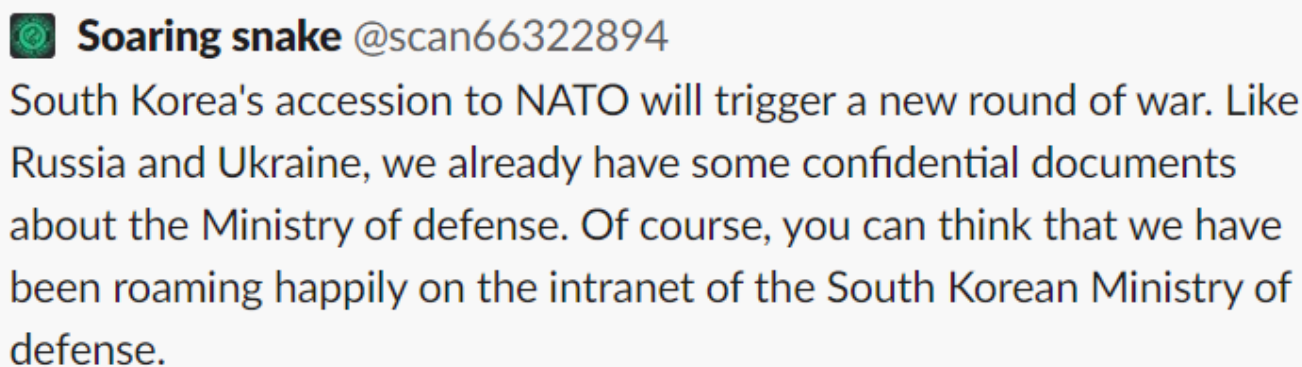 Soaring snake @scan66322894
South Korea's accession to NATO will trigger a new round of war. Like
Russia and Ukraine, we already have some confidential documents
about the Ministry of defense. Of course, you can think that we have
been roaming happily on the intranet of the South Korean Ministry of
defense.